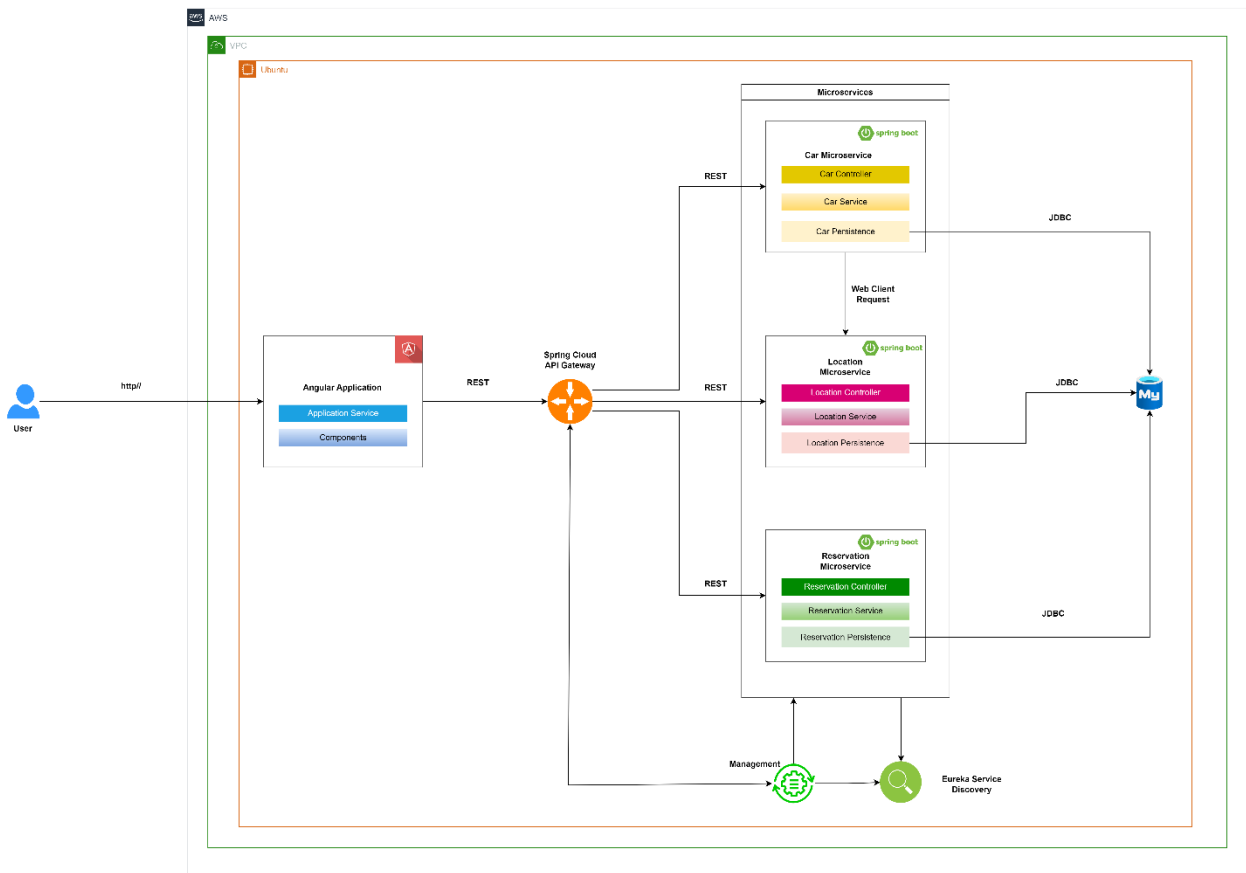 aws
AWS
VPC
Ubuntu
Microservices
spring boot
Car Microservice
Car Controller
Car Service
Car Persistence
REST
JDBC
Web Client
Request
spring boot
Location
Microservice
Location Controller
Location Service
Location Persistence
REST
JDBC
My
Spring Cloud
API Gateway
REST
A
Angular Application
Application Service
Components
http//
User
spring boot
Reservation
Microservice
Reservation Controller
Reservation Service
Reservation Persistence
REST
JDBC
Management
Eureka Service
Discovery